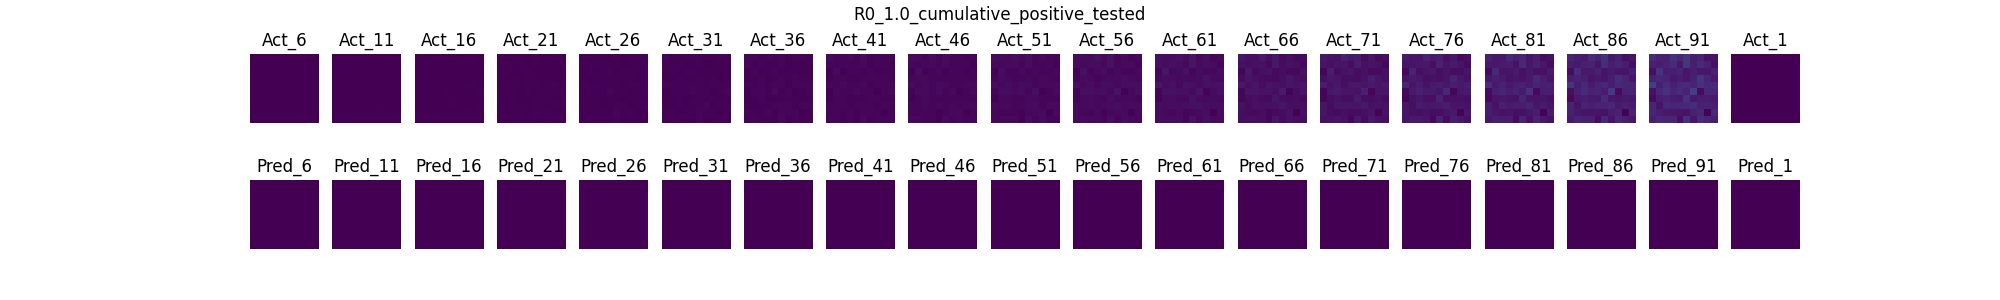 R0_1.0_cumulative_positive_tested
Act_6 Act_11 Act_16 Act_21 Act_26 Act_31 Act_36 Act_41 Act_46 Act_51 Act_56 Act_61 Act_66 Act_71 Act_76 Act_81 Act_86 Act_91 Act_1
Pred_6 Pred_11 Pred_16 Pred_21 Pred_26 Pred_31 Pred_36 Pred_41 Pred_46 Pred_51 Pred_56 Pred_61 Pred_66 Pred_71 Pred_76 Pred_81 Pred_86 Pred_91 Pred_1